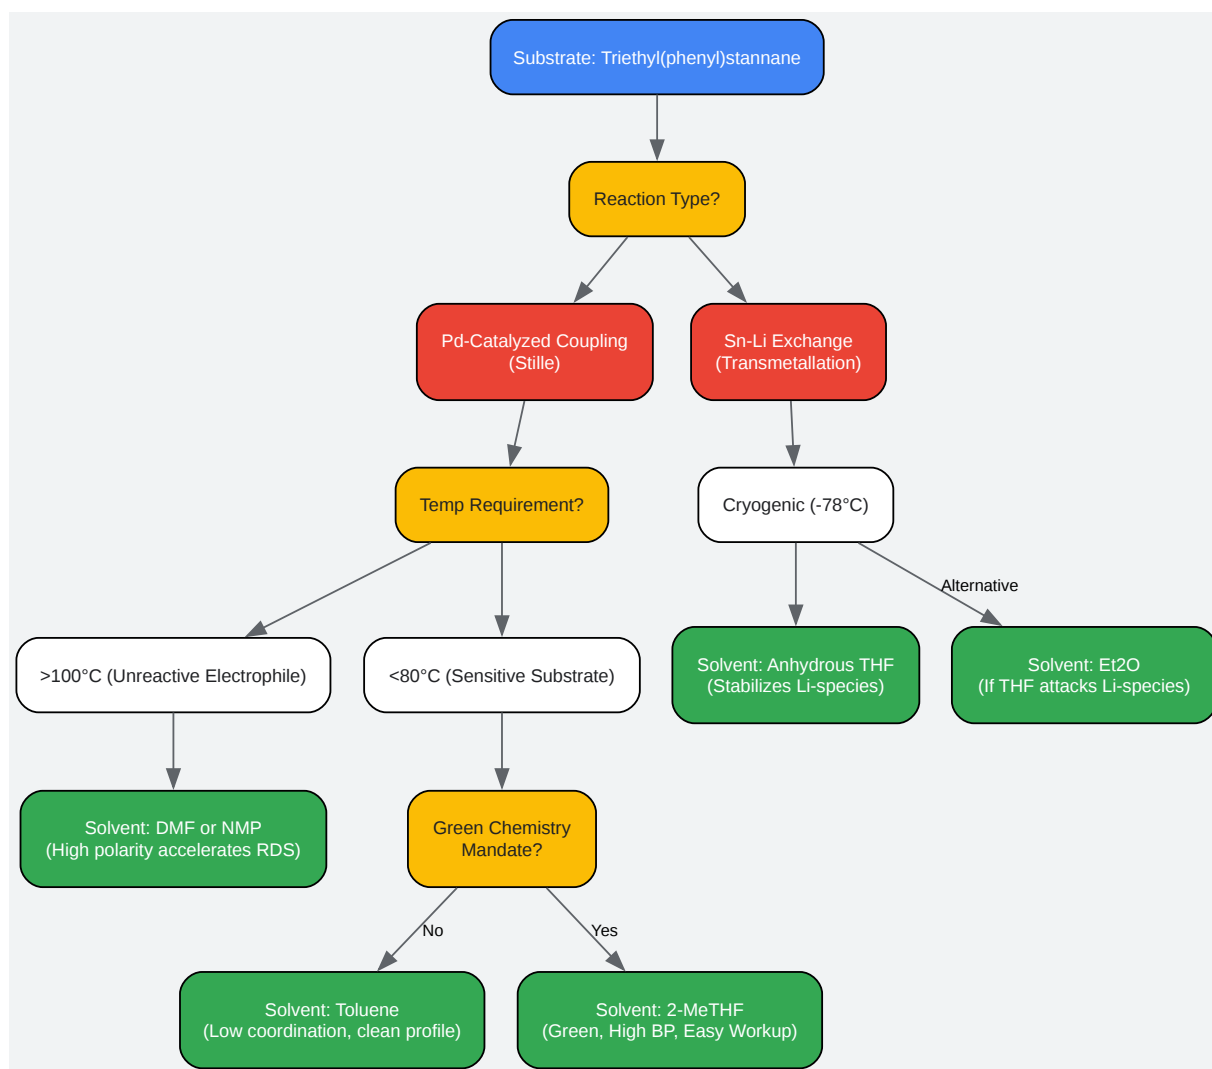 Substrate: Triethyl(phenyl)stannane
Reaction Type?
Pd-Catalyzed Coupling
(Stille)
Sn-Li Exchange
(Transmetallation)
Temp Requirement?
Cryogenic (-78°C)
Alternative
>100°C (Unreactive Electrophile)
<80°C (Sensitive Substrate)
Solvent: Anhydrous THF
(Stabilizes Li-species)
Solvent: Et2O
(If THF attacks Li-species)
Solvent: DMF or NMP
(High polarity accelerates RDS)
Green Chemistry
Mandate?
No
Yes
Solvent: Toluene
(Low coordination, clean profile)
Solvent: 2-MeTHF
(Green, High BP, Easy Workup)